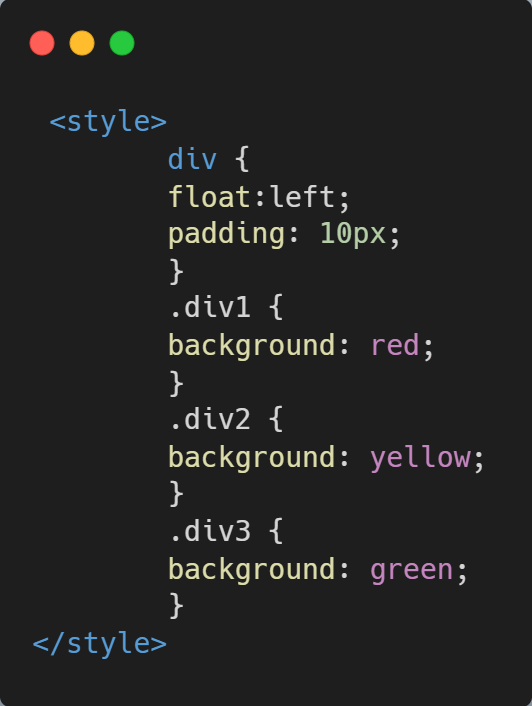 <style>
div {
float:left;
padding: 10px;
}
.div1 {
background: red;
}
.div2 {
background: yellow;
}
.div3 {
background: green;
}
</style>